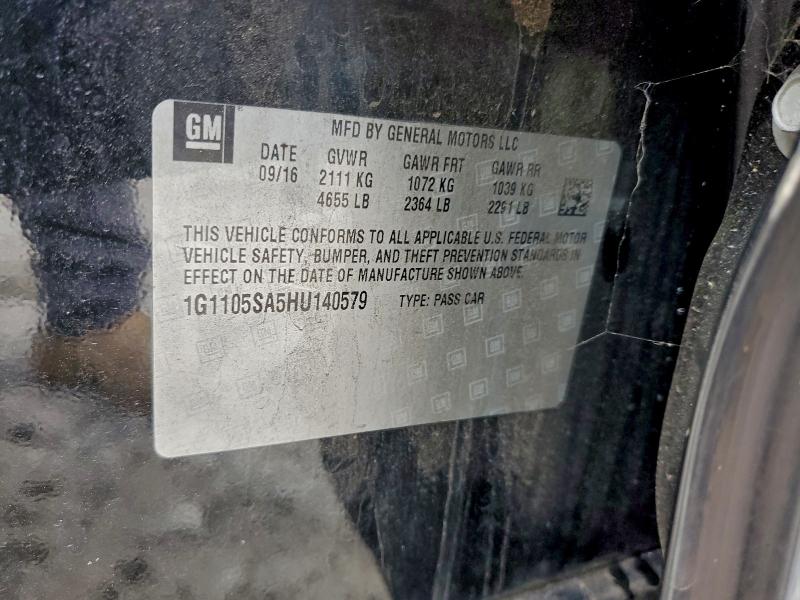 GM
MFD BY GENERAL MOTORS LLC
DATE GVWR GAWR FRT GAWR RR
09/16 2111 KG 1072 KG 1039 KG
4655 LB 2364 LB 2291 LB
THIS VEHICLE CONFORMS TO ALL APPLICABLE U.S. FEDERAL MOTOR
VEHICLE SAFETY, BUMPER, AND THEFT PREVENTION STANDARDS IN
EFFECT ON THE DATE OF MANUFACTURE SHOWN ABOVE.
1G1105SA5HU140579 TYPE: PASS CAR